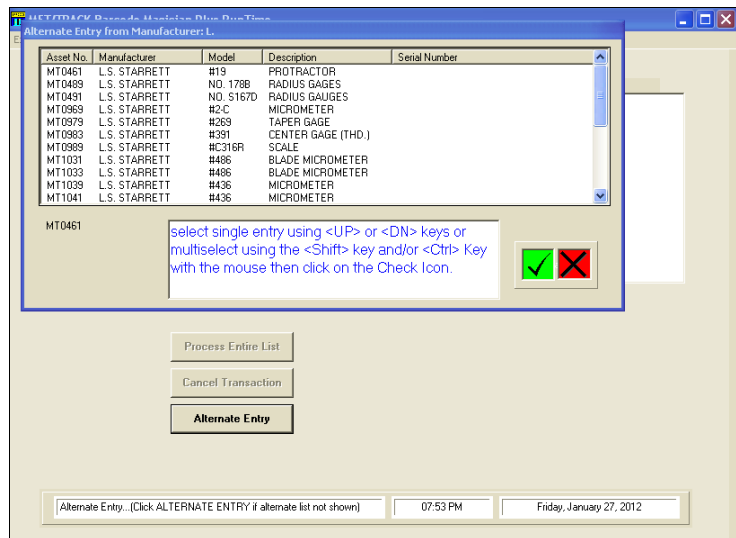 MET/TRACK Barcode Magician Plus RunTime
Alternate Entry from Manufacturer: L.
Asset No. Manufacturer Model Description Serial Number
MT0461 L.S. STARRETT #19 PROTRACTOR
MT0489 L.S. STARRETT NO. 178B RADIUS GAGES
MT0491 L.S. STARRETT NO. S167D RADIUS GAUGES
MT0969 L.S. STARRETT #2-C MICROMETER
MT0979 L.S. STARRETT #269 TAPER GAGE
MT0983 L.S. STARRETT #391 CENTER GAGE (THD.)
MT0989 L.S. STARRETT #C316R SCALE
MT1031 L.S. STARRETT #486 BLADE MICROMETER
MT1033 L.S. STARRETT #486 BLADE MICROMETER
MT1039 L.S. STARRETT #436 MICROMETER
MT1041 L.S. STARRETT #436 MICROMETER
MT0461
select single entry using <UP> or <DN> keys or
multiselect using the <Shift> key and/or <Ctrl> Key
with the mouse then click on the Check Icon.
Process Entire List
Cancel Transaction
Alternate Entry
Alternate Entry...(Click ALTERNATE ENTRY if alternate list not shown) 07:53 PM Friday, January 27, 2012